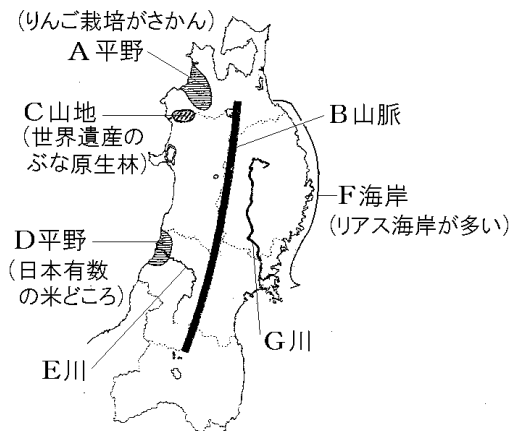 (りんご栽培がさかん)
A平野
C山地
(世界遺産の
ぶな原生林)
B山脈
F海岸
(リアス海岸が多い)
D平野
(日本有数
の米どころ)
G川
E川